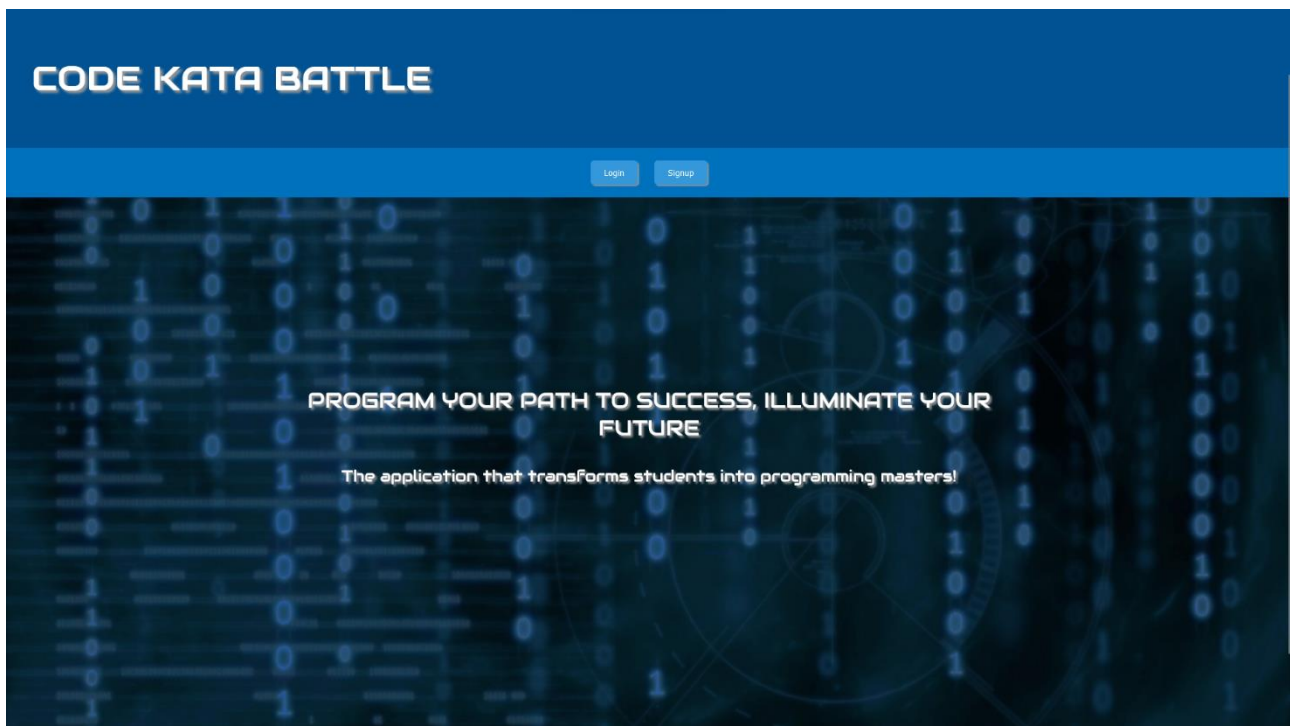 CODE KATA BATTLE
Login
Signup
PROGRAM YOUR PATH TO SUCCESS, ILLUMINATE YOUR
FUTURE
The application that transforms students into programming masters!